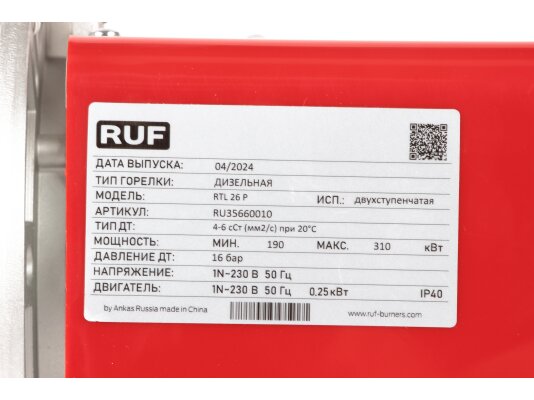 RUF
ДАТА ВЫПУСКА: 04/2024
ТИП ГОРЕЛКИ: ДИЗЕЛЬНАЯ
МОДЕЛЬ: RTL 26 P ИСП.: двухступенчатая
АРТИКУЛ: RU35660010
ТИП ДТ: 4-6 сСт (мм2/с) при 20°C
МОЩНОСТЬ: МИН. 190 МАКС. 310 кВт
ДАВЛЕНИЕ ДТ: 16 бар
НАПРЯЖЕНИЕ: 1N~230 В 50 Гц
ДВИГАТЕЛЬ: 1N~230 В 50 Гц 0.25 кВт IP40
by Ankas Russia made in China www.ruf-burners.com